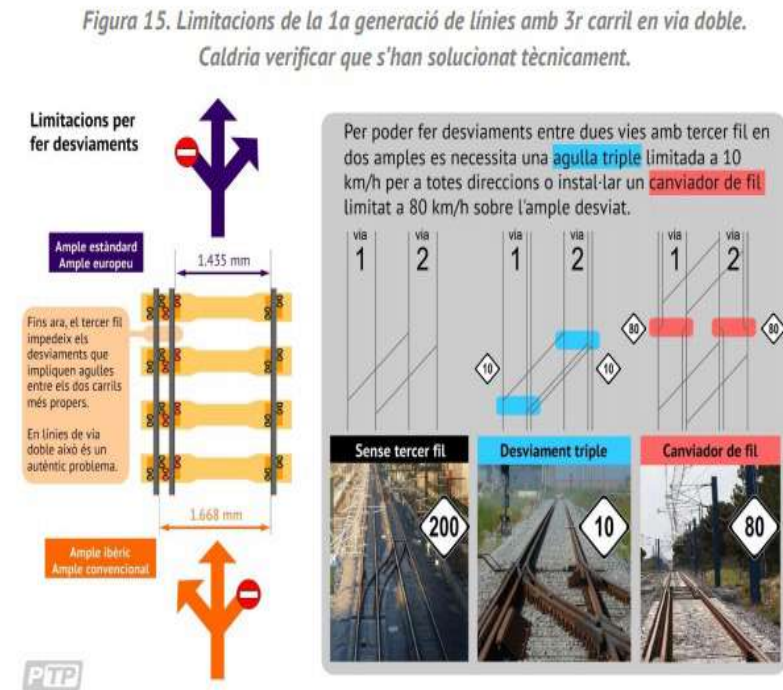 Figura 15. Limitacions de la 1a generació de línies amb 3r carril en via doble.
Caldria verificar que s'han solucionat tècnicament.
Limitacions per
fer desviaments
Ample estàndard
Ample europeu
1.435 mm
Fins ara, el tercer fil
impedeix els
desviaments que
impliquen agulles
entre els dos carrils
més propers.
En línies de via
doble això és un
autèntic problema.
1.668 mm
Ample ibèric
Ample convencional
PTP
Per poder fer desviaments entre dues vies amb tercer fil en
dos amples es necessita una agulla triple limitada a 10
km/h per a totes direccions o instal·lar un canviador de fil
limitat a 80 km/h sobre l'ample desviat.
via via via via via via
1 2 1 2 1 2
80 80
10 10
Sense tercer fil Desviament triple Canviador de fil
200 10 80